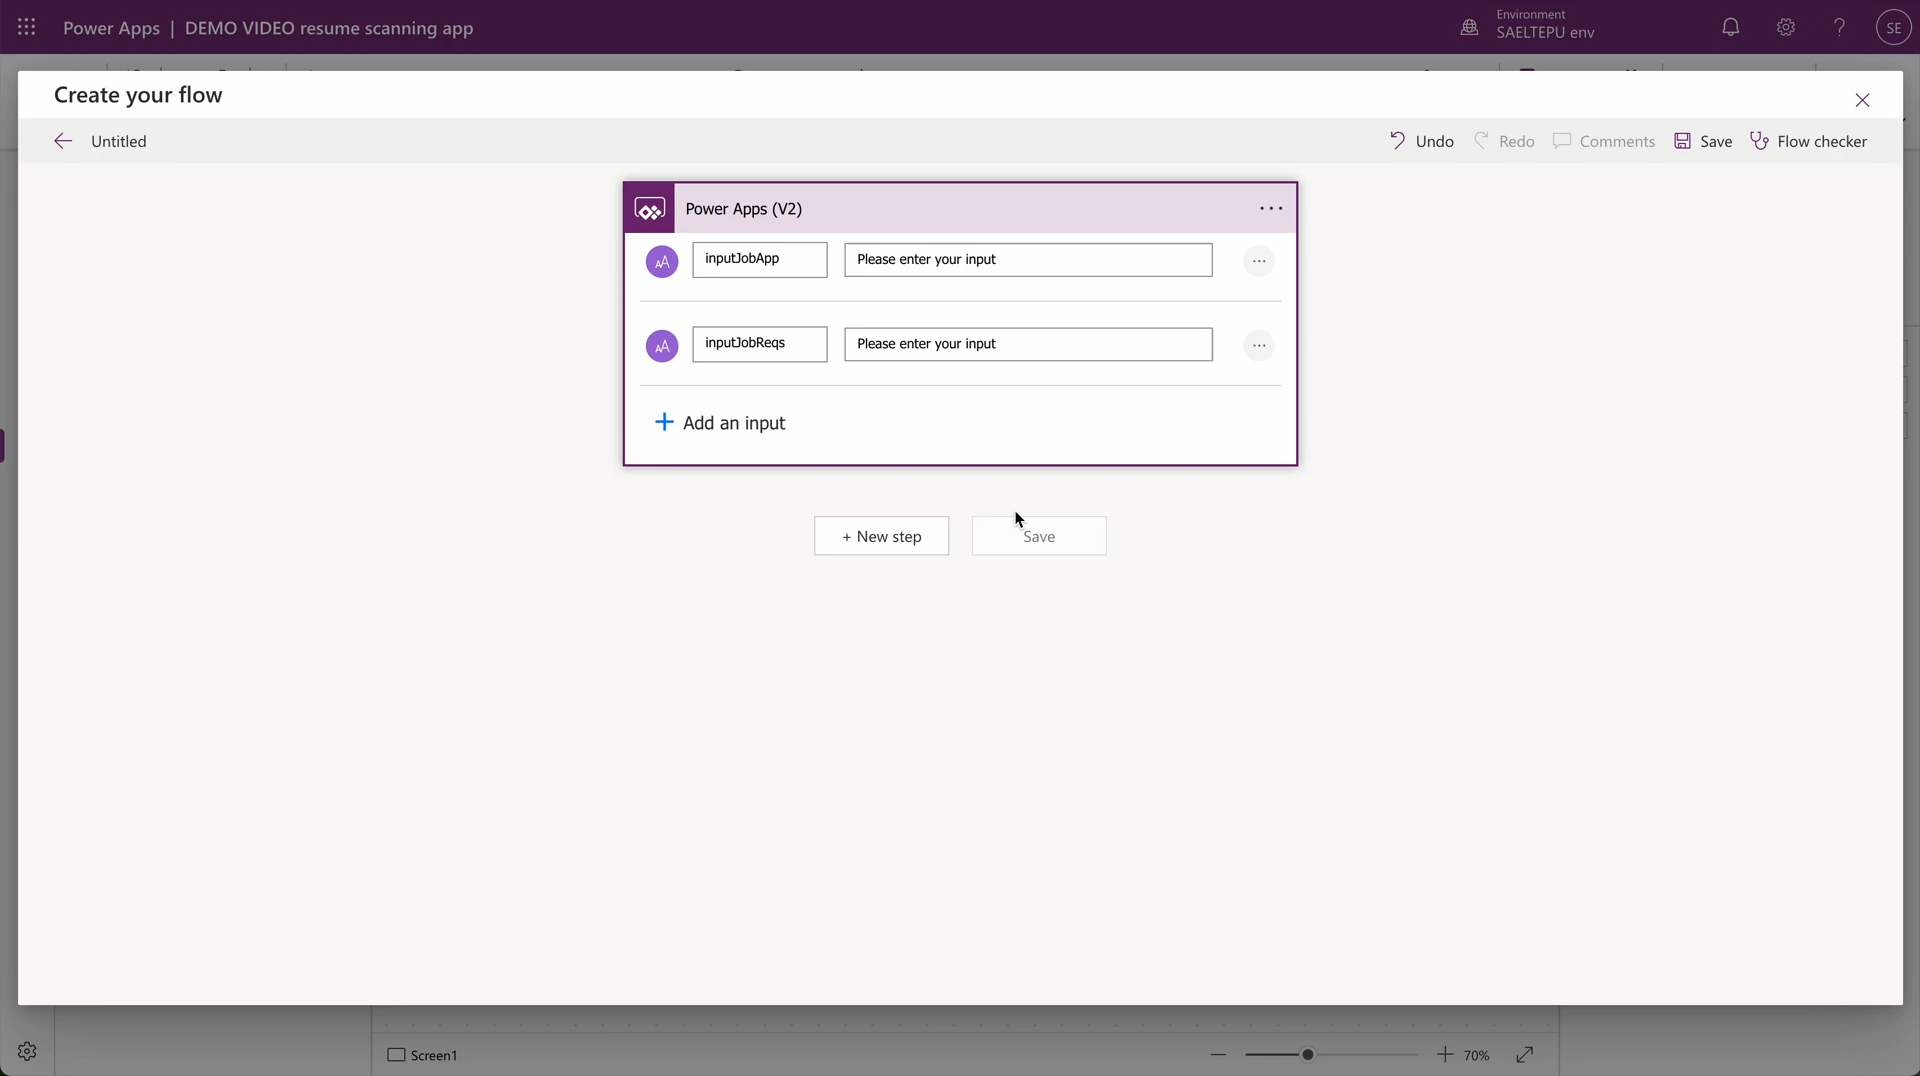 Power Apps | DEMO VIDEO resume scanning app
Environment
SAELTEPU env
SE
Create your flow
Untitled
Undo
Redo
Comments
Save
Flow checker
Power Apps (V2)
inputJobApp
Please enter your input
inputJobReqs
Please enter your input
+ Add an input
+ New step
Save
Screen1
70%